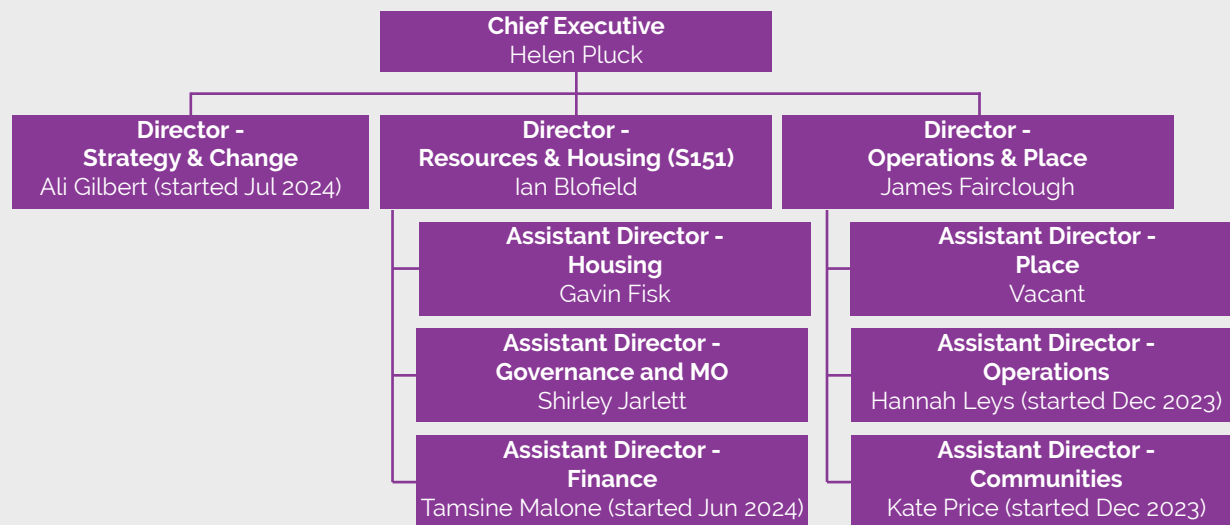 Chief Executive
Helen Pluck
Director -
Strategy & Change
Ali Gilbert (started Jul 2024)
Director -
Resources & Housing (S151)
Ian Blofield
Director -
Operations & Place
James Fairclough
Assistant Director -
Housing
Gavin Fisk
Assistant Director -
Governance and MO
Shirley Jarlett
Assistant Director -
Finance
Tamsine Malone (started Jun 2024)
Assistant Director -
Place
Vacant
Assistant Director -
Operations
Hannah Leys (started Dec 2023)
Assistant Director -
Communities
Kate Price (started Dec 2023)